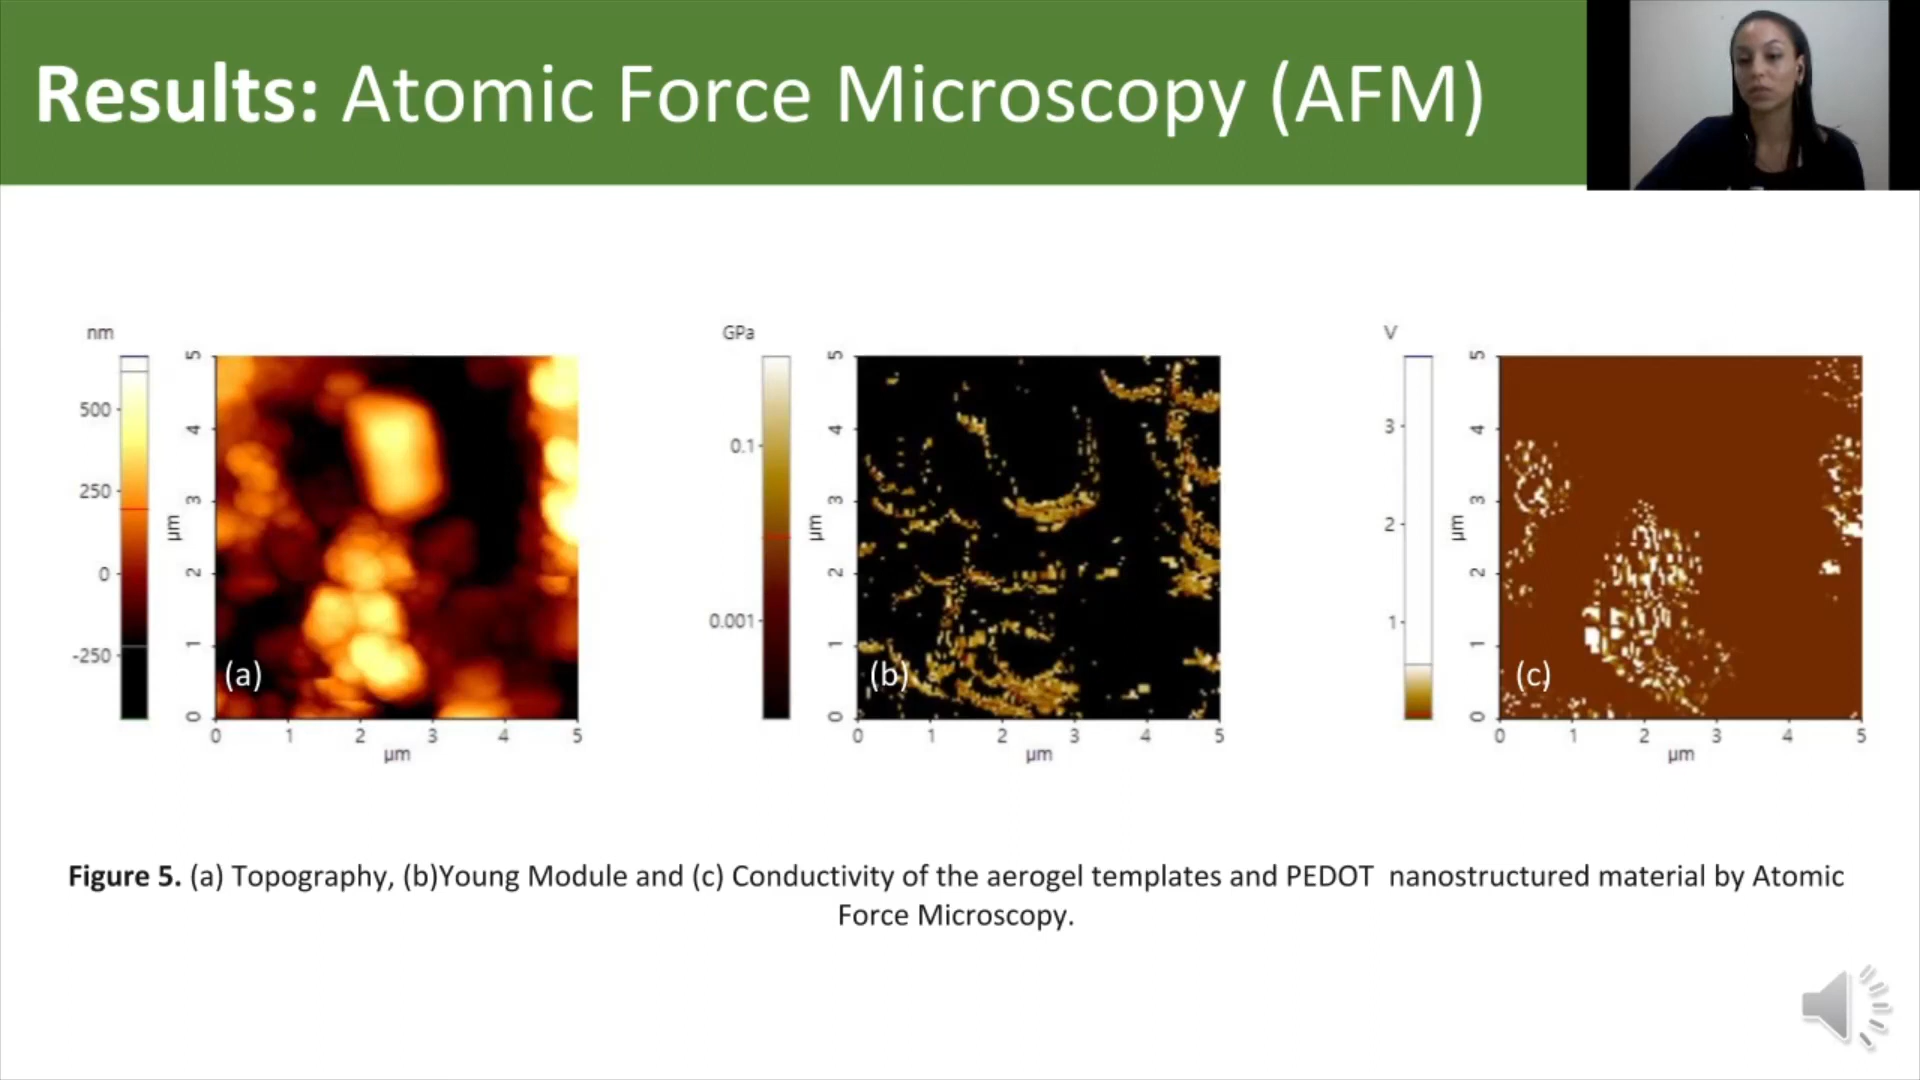 Results: Atomic Force Microscopy (AFM)
nm
500
250
0
-250
5
4
3
2
1
0
µm
(a)
0 1 2 3 4 5
µm
GPa
0.1
0.001
5
4
3
2
1
0
µm
(b)
0 1 2 3 4 5
µm
V
3
2
1
5
4
3
2
1
0
µm
(c)
0 1 2 3 4 5
µm
Figure 5. (a) Topography, (b)Young Module and (c) Conductivity of the aerogel templates and PEDOT nanostructured material by Atomic
Force Microscopy.